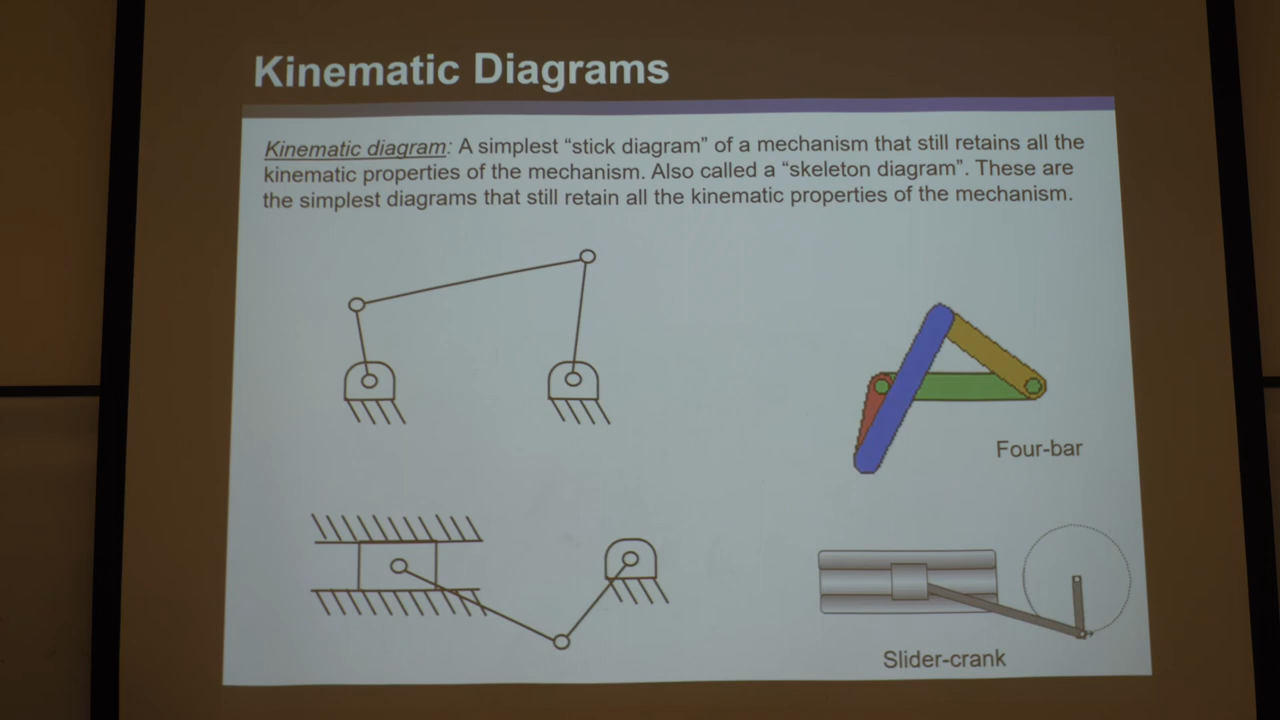 Kinematic Diagrams
Kinematic diagram: A simplest “stick diagram” of a mechanism that still retains all the
kinematic properties of the mechanism. Also called a “skeleton diagram”. These are
the simplest diagrams that still retain all the kinematic properties of the mechanism.
Four-bar
Slider-crank